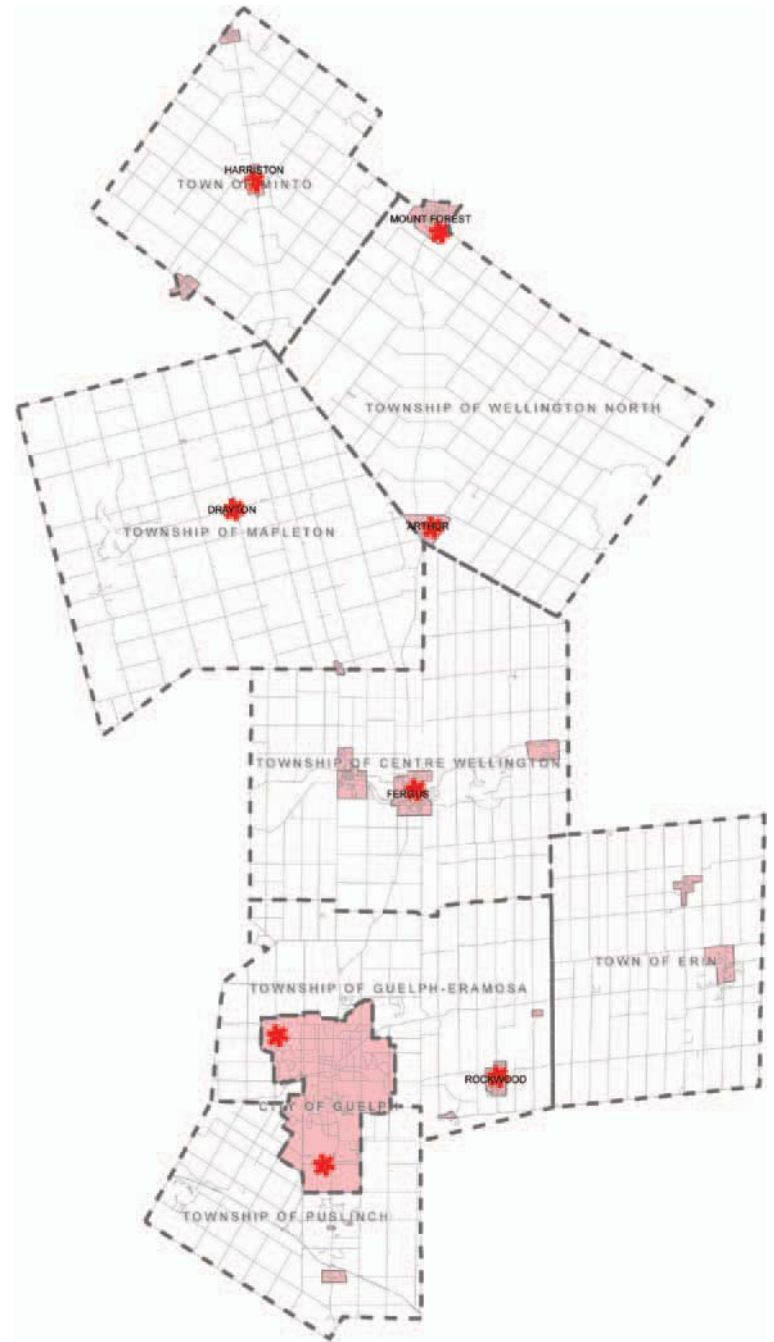 HARRISTON
TOWN OF MINTO
MOUNT FOREST
TOWNSHIP OF WELLINGTON NORTH
DRAYTON
ARTHUR
TOWNSHIP OF MAPLETON
TOWNSHIP OF CENTRE WELLINGTON
FERGUS
TOWN OF ERIN
TOWNSHIP OF GUELPH-ERAMOSA
ROCKWOOD
CITY OF GUELPH
TOWNSHIP OF PUSLINCH